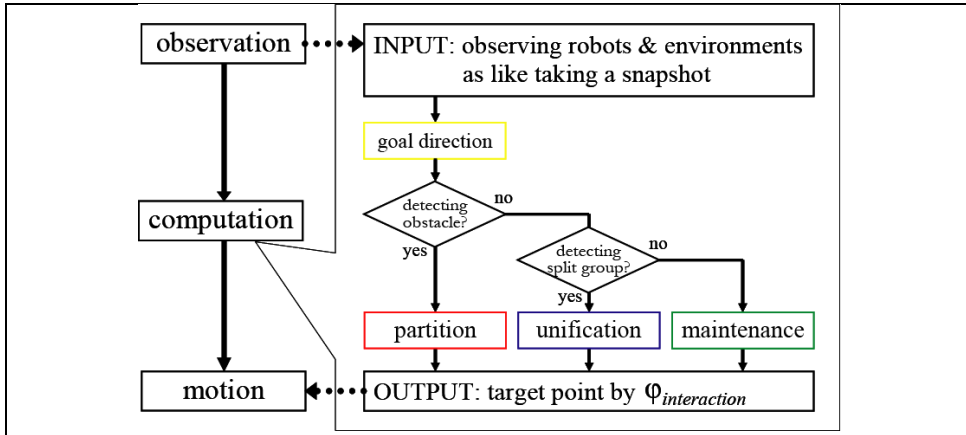 observation
INPUT: observing robots & environments
as like taking a snapshot
goal direction
detecting
obstacle?
no
yes
computation
detecting
split group?
no
yes
partition
unification
maintenance
motion
OUTPUT: target point by φinteraction